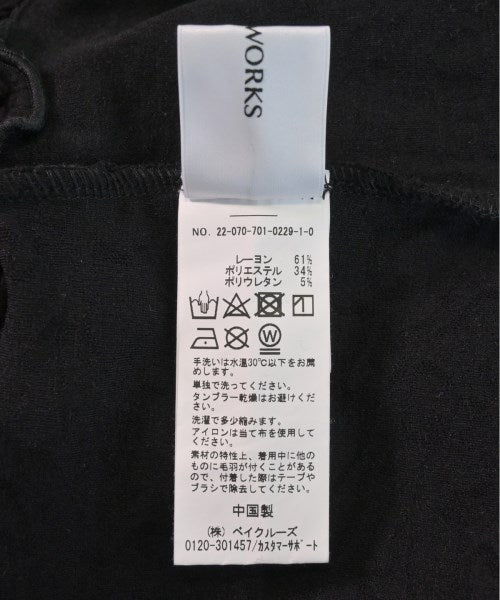 WORKS
NO. 22-070-701-0229-1-0
レーヨン 61%
ポリエステル 34%
ポリウレタン 5%
W
手洗いは水温30℃以下をお薦
めします。
単独で洗ってください。
タンブラー乾燥はお避けくだ
さい。
洗濯で多少縮みます。
アイロンは当て布を使用して
ください。
素材の特性上、着用中に他の
ものに毛羽が付くことがある
ので、付着した際はテープや
ブラシで除去してください。
中国製
(株) ベイクルーズ
0120-301457/カスタマーサポート